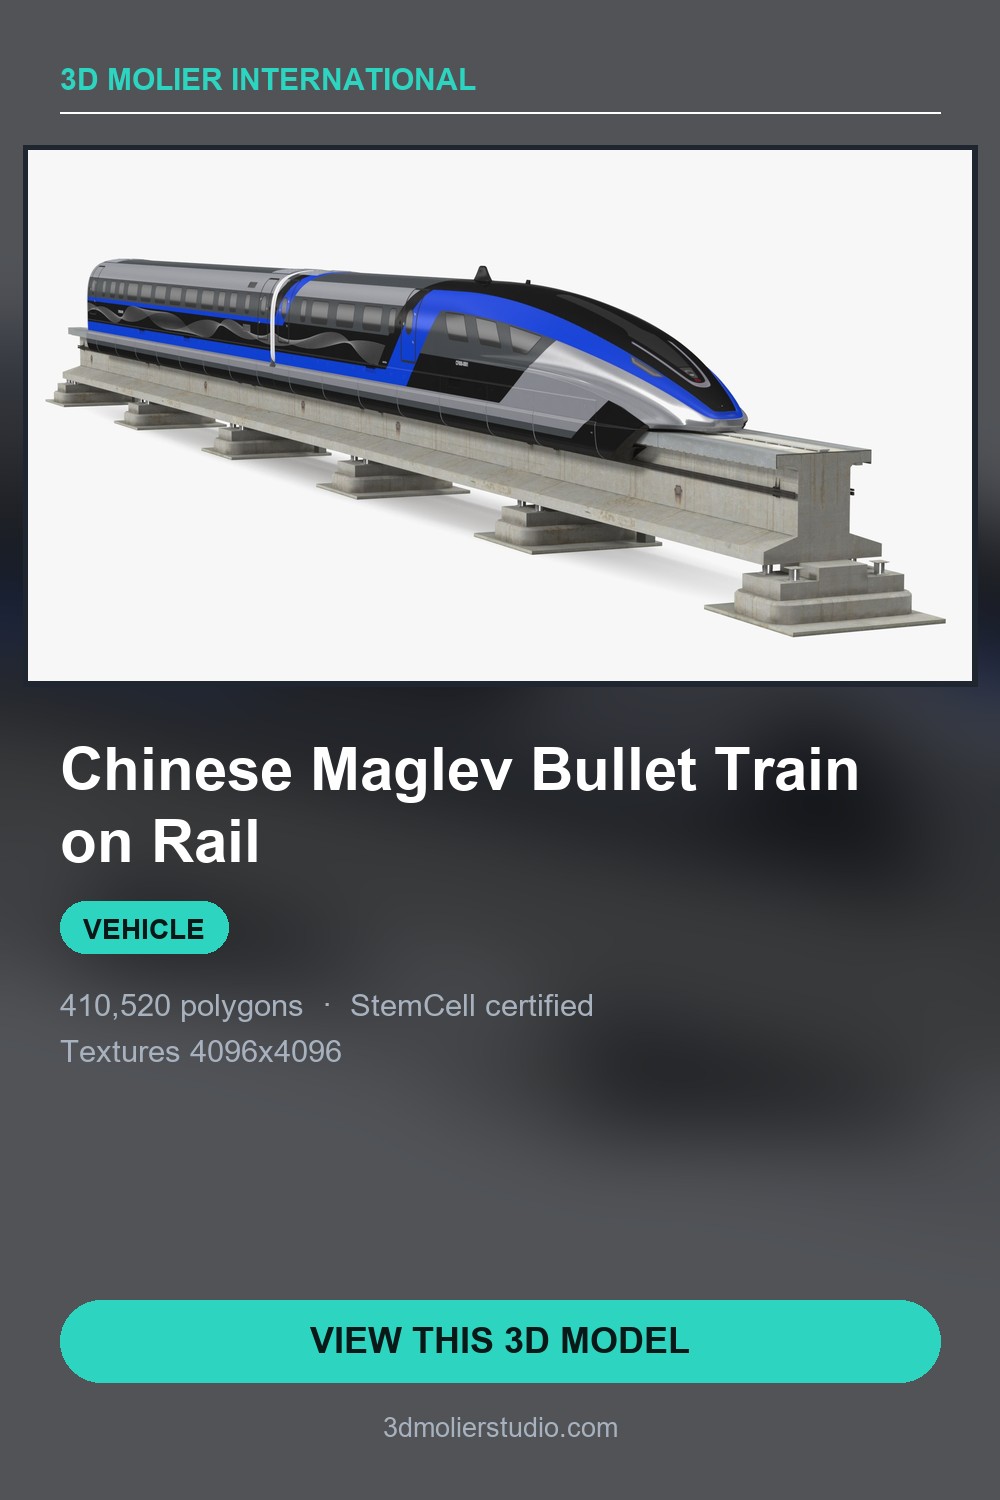 3D MOLIER INTERNATIONAL
Chinese Maglev Bullet Train
on Rail
VEHICLE
410,520 polygons · StemCell certified
Textures 4096x4096
VIEW THIS 3D MODEL
3dmolierstudio.com